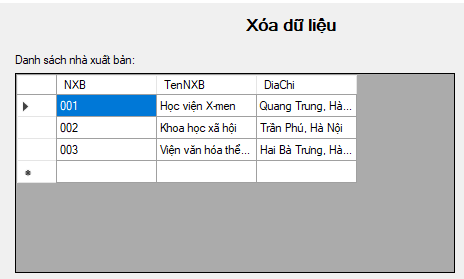 Xóa dữ liệu
Danh sách nhà xuất bản:
NXB TenNXB DiaChi
001 Học viện X-men Quang Trung, Hà...
002 Khoa học xã hội Trần Phú, Hà Nội
003 Viện văn hóa thể... Hai Bà Trưng, Hà...